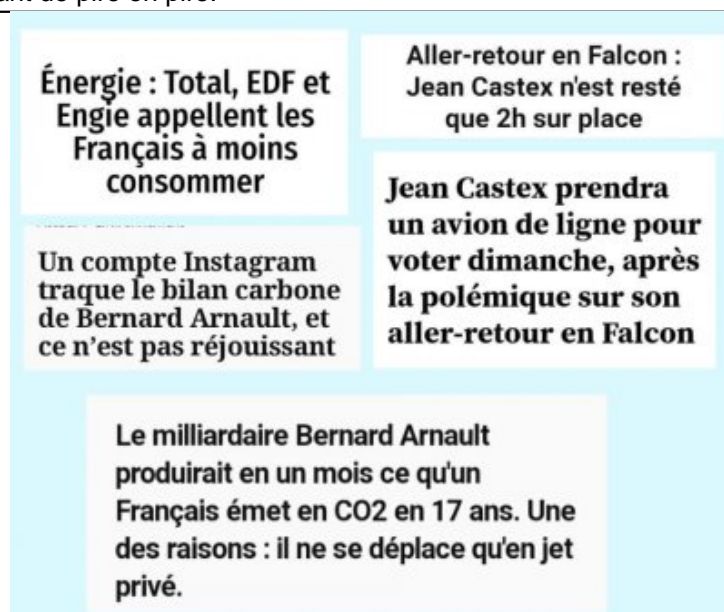 de pire en pire.
Énergie : Total, EDF et
Engie appellent les
Français à moins
consommer
Aller-retour en Falcon :
Jean Castex n'est resté
que 2h sur place
Jean Castex prendra
un avion de ligne pour
voter dimanche, après
la polémique sur son
aller-retour en Falcon
Un compte Instagram
traque le bilan carbone
de Bernard Arnault, et
ce n’est pas réjouissant
Le milliardaire Bernard Arnault
produirait en un mois ce qu'un
Français émet en CO2 en 17 ans. Une
des raisons : il ne se déplace qu'en jet
privé.